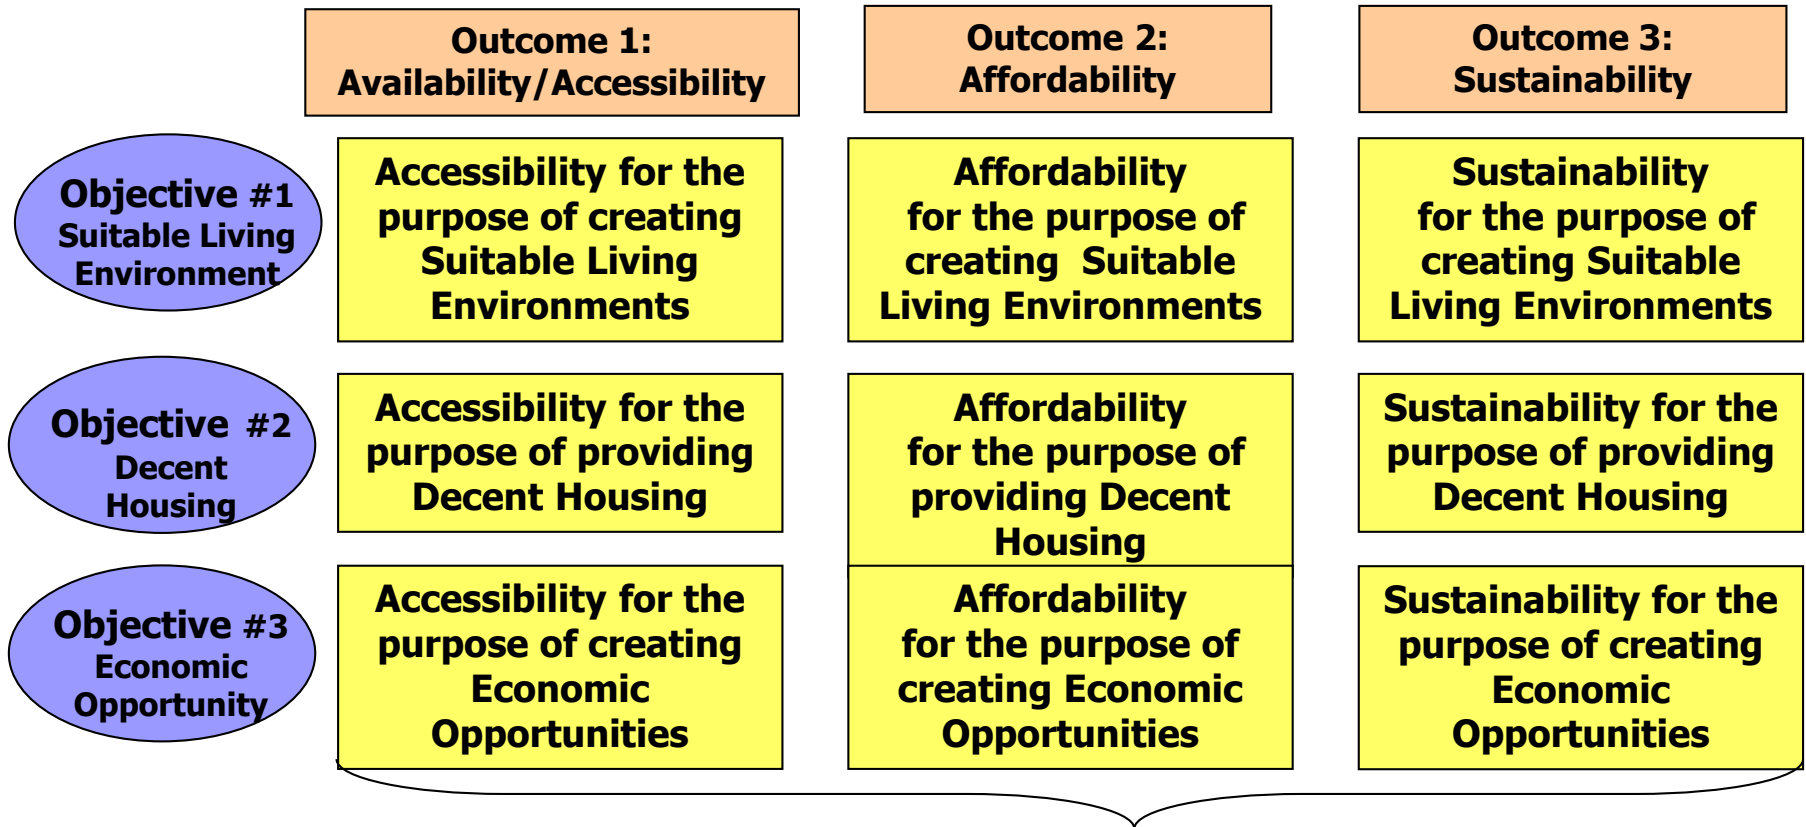 Outcome 1:
Availability/Accessibility
Outcome 2:
Affordability
Outcome 3:
Sustainability
Objective #1
Suitable Living
Environment
Accessibility for the
purpose of creating
Suitable Living
Environments
Affordability
for the purpose of
creating Suitable
Living Environments
Sustainability
for the purpose of
creating Suitable
Living Environments
Objective #2
Decent
Housing
Accessibility for the
purpose of providing
Decent Housing
Affordability
for the purpose of
providing Decent
Housing
Sustainability for the
purpose of providing
Decent Housing
Objective #3
Economic
Opportunity
Accessibility for the
purpose of creating
Economic
Opportunities
Affordability
for the purpose of
creating Economic
Opportunities
Sustainability for the
purpose of creating
Economic
Opportunities